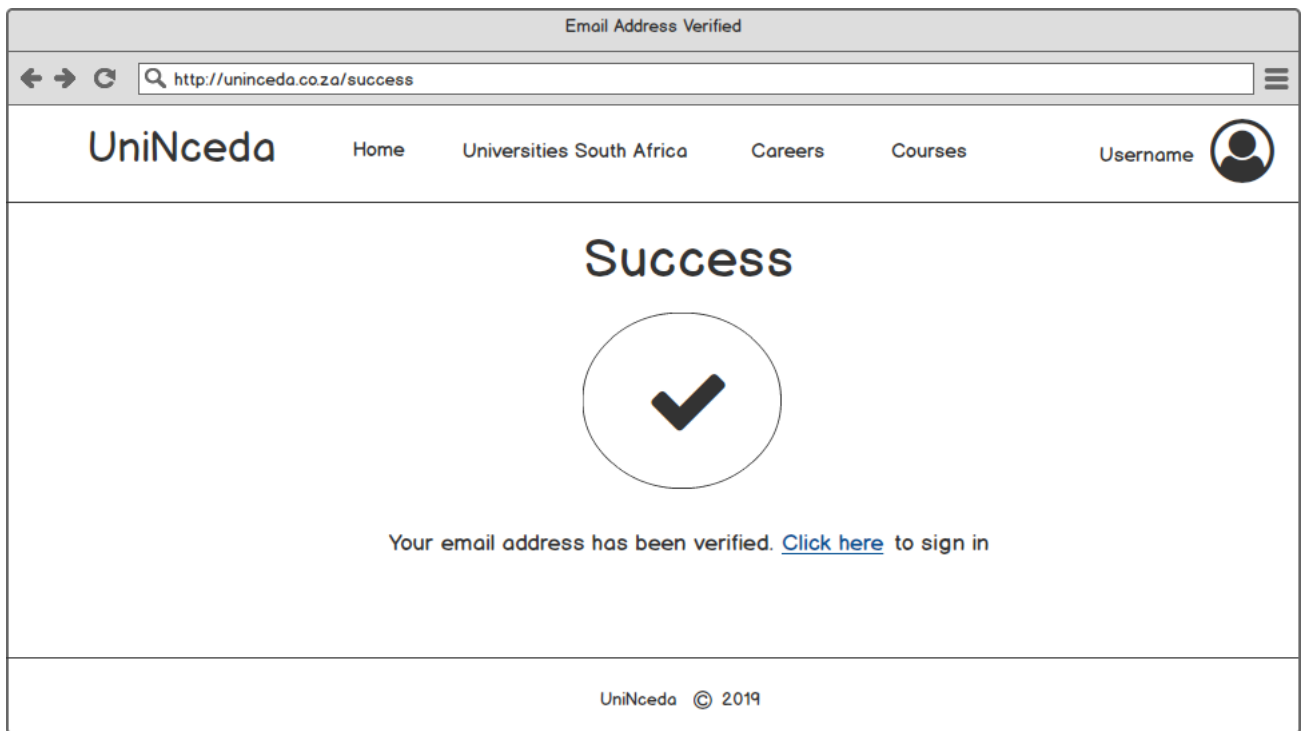 Email Address Verified
http://uninceda.co.za/success
UniNceda Home Universities South Africa Careers Courses Username
Success
Your email address has been verified. Click here to sign in
UniNceda © 2019